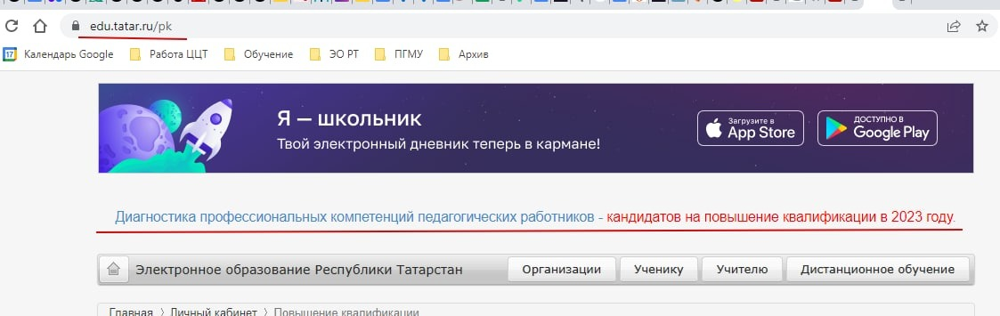 edu.tatar.ru/pk
17 Календарь Google Работа ЦЦТ Обучение ЭО РТ ПГМУ Архив
Я — школьник
Твой электронный дневник теперь в кармане!
Загрузите в
App Store
ДОСТУПНО В
Google Play
Диагностика профессиональных компетенций педагогических работников - кандидатов на повышение квалификации в 2023 году.
Электронное образование Республики Татарстан Организации Ученику Учителю Дистанционное обучение
Главная 〉 Личный кабинет 〉 Повышение квалификации